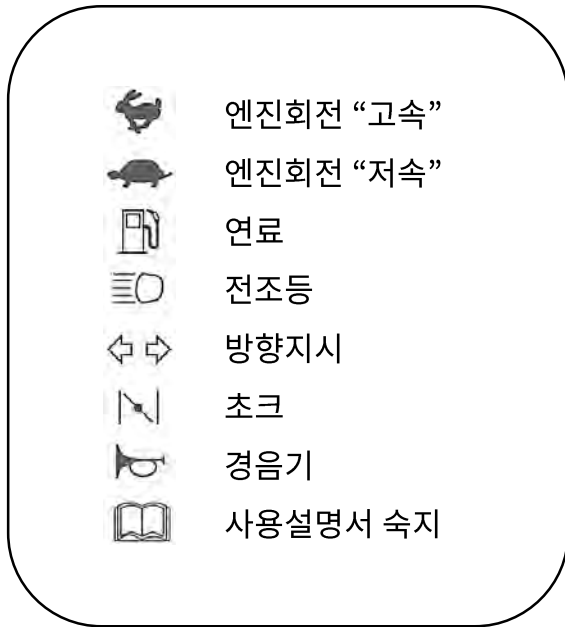 엔진회전 “고속”
엔진회전 “저속”
연료
전조등
방향지시
초크
경음기
사용설명서 숙지